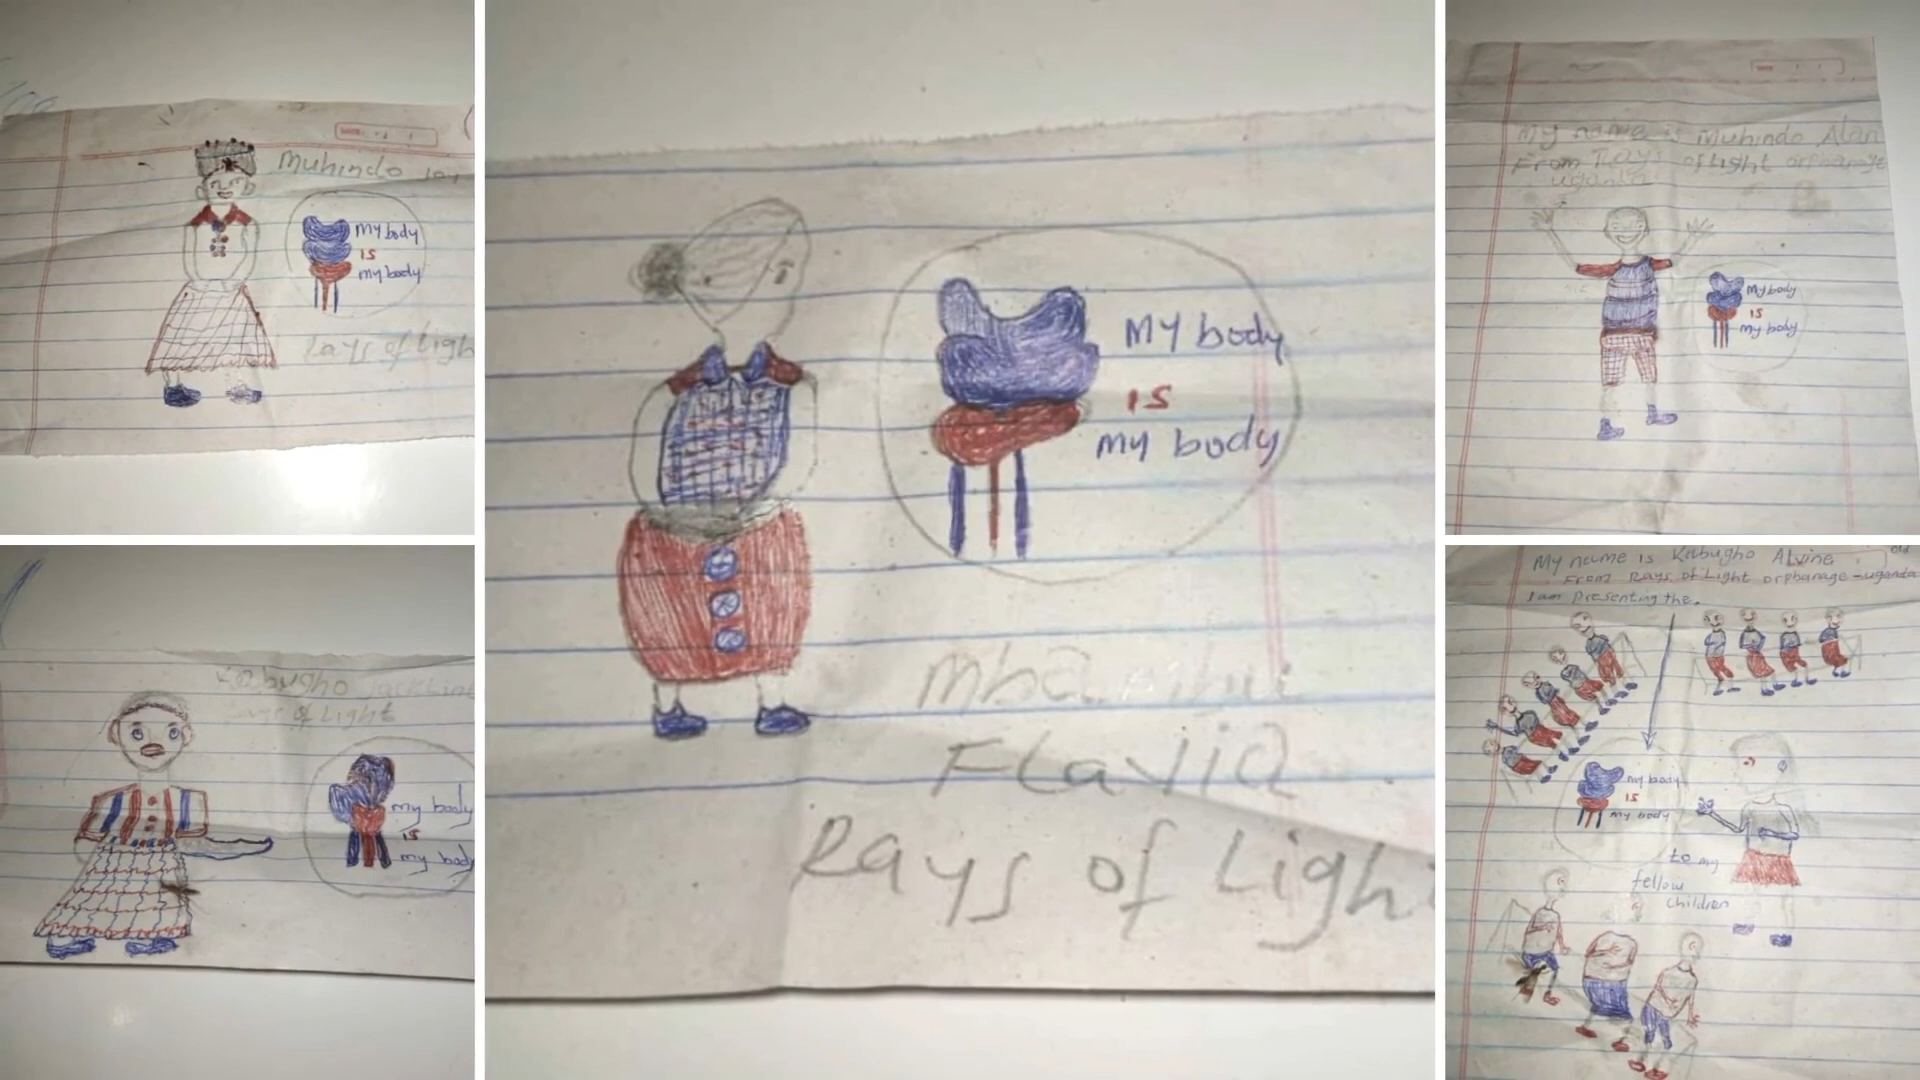 Muhindo
My body
is
my body
Rays of Ligh
Kabugho Jackline
of Light
my body
is
my body
My body
is
my body
Flavia
Rays of Ligh
My name is Muhindo Alan
From Rays of Light orphanage
uganda
My body
is
my body
My name is Kabugho Alvine
From Rays of Light orphanage - uganda
I am presenting the.
my body
is
my body
to my
fellow
children